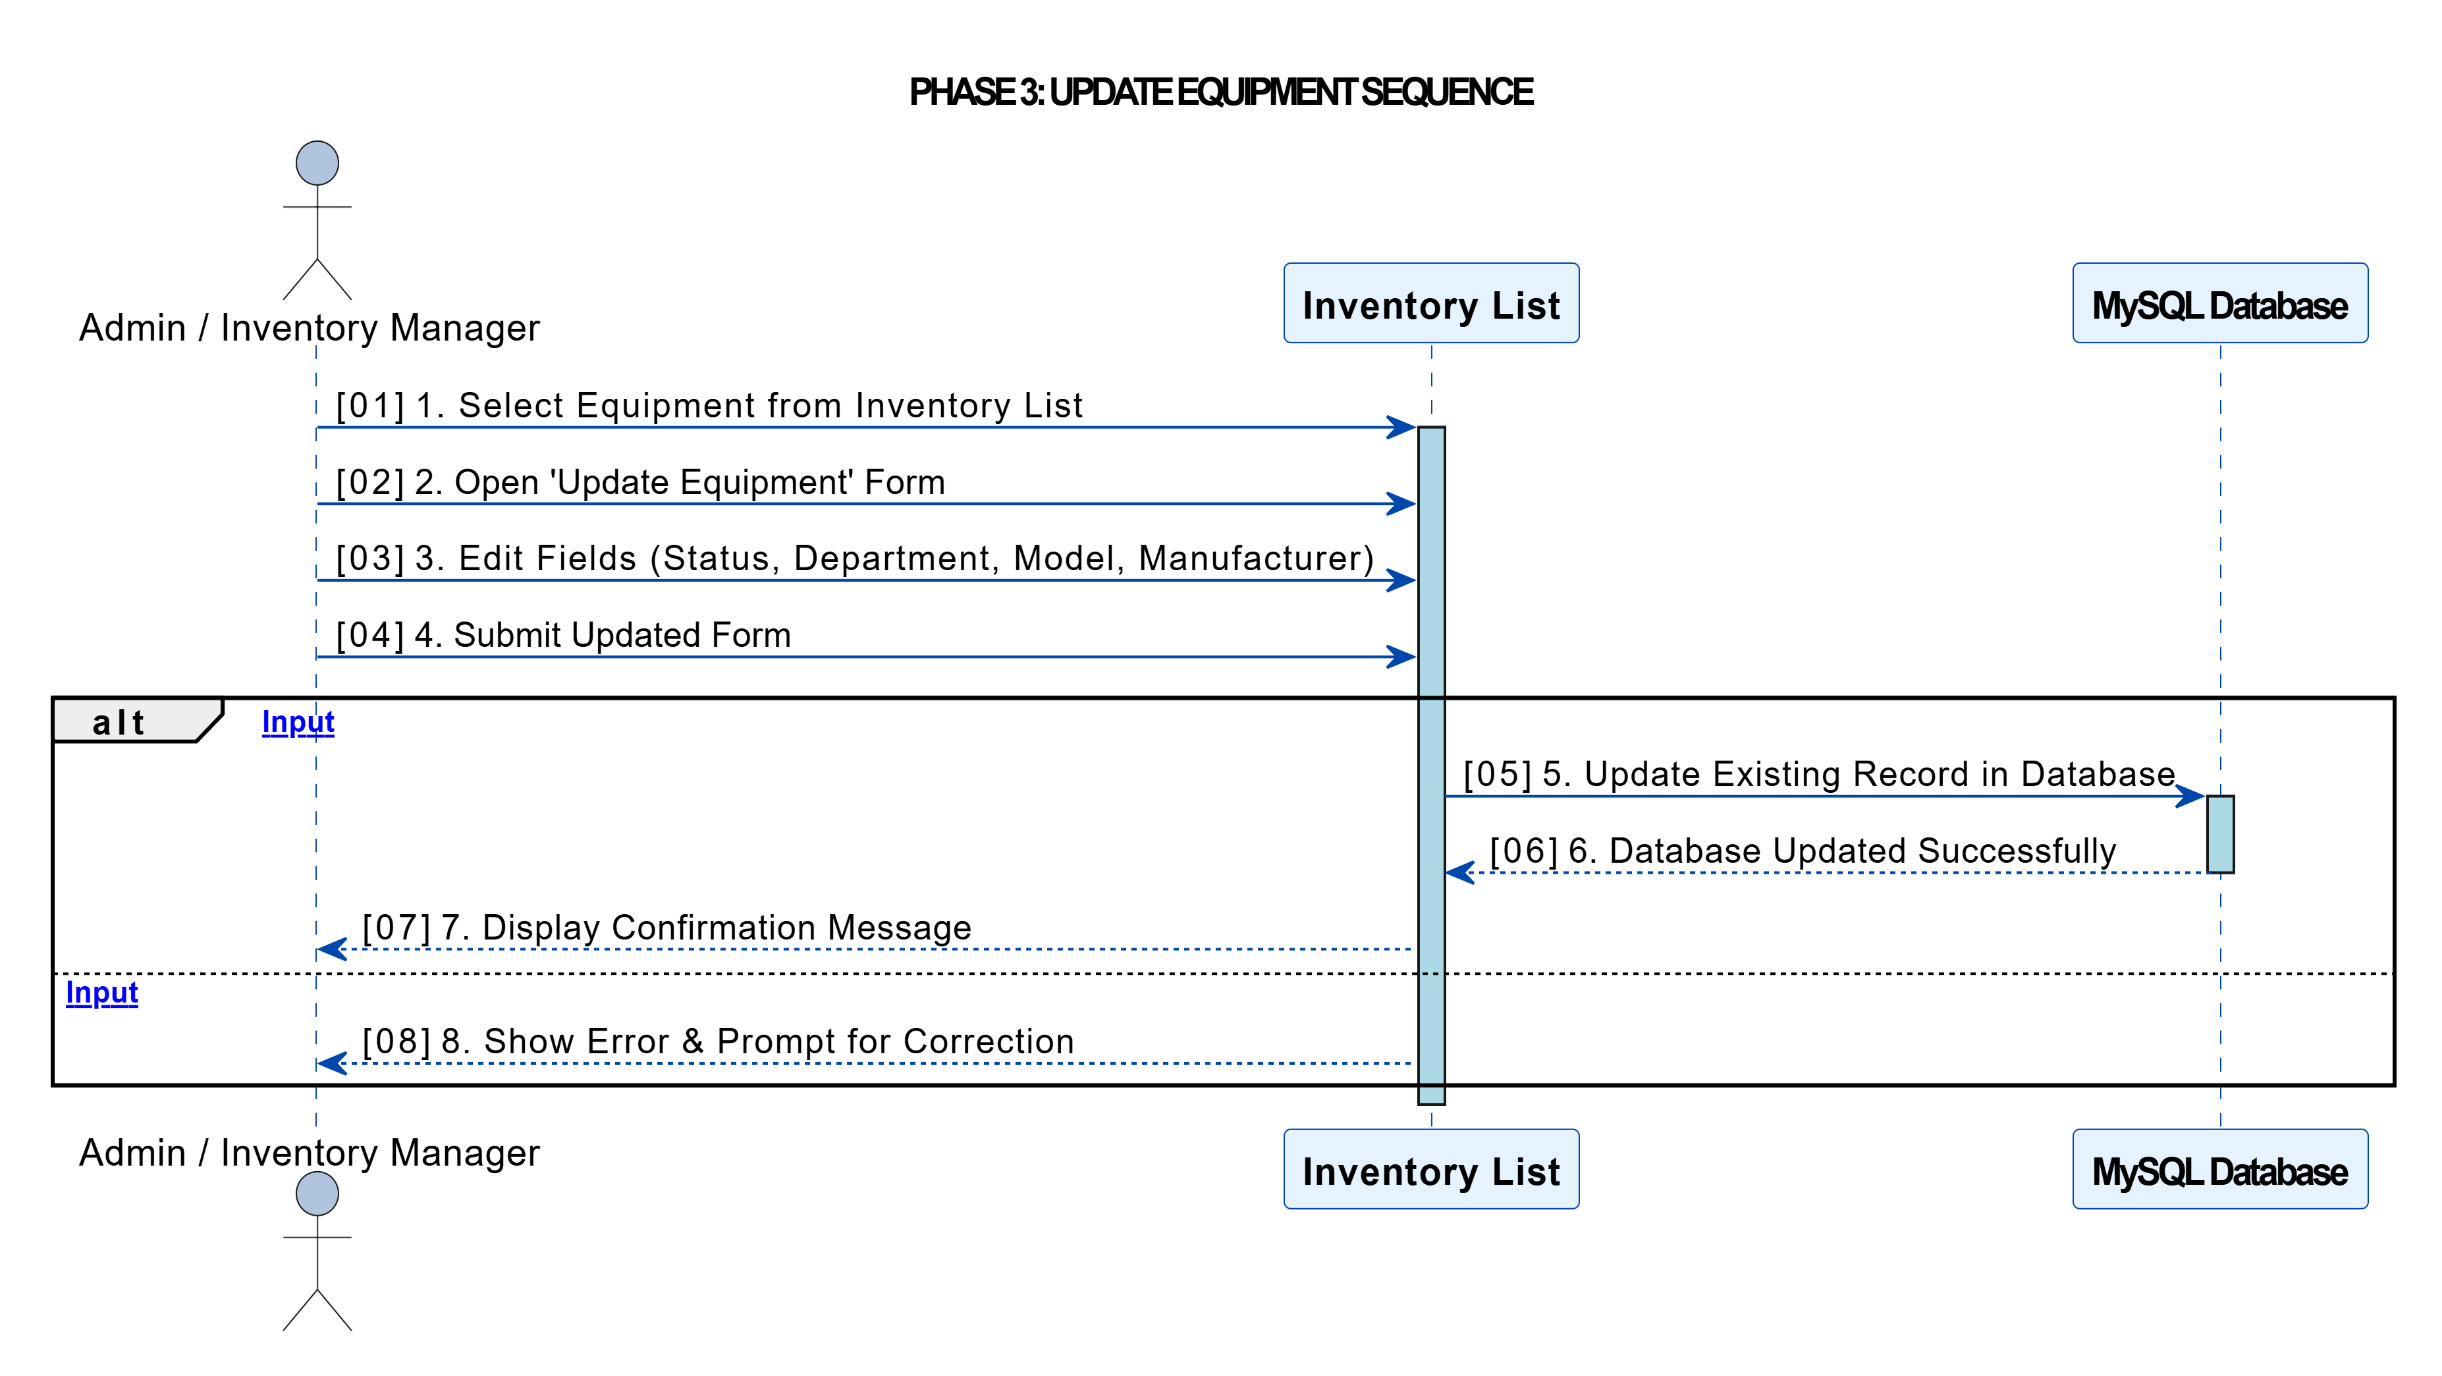 PHASE 3: UPDATE EQUIPMENT SEQUENCE
Admin / Inventory Manager
Inventory List
MySQL Database
[01] 1. Select Equipment from Inventory List
[02] 2. Open 'Update Equipment' Form
[03] 3. Edit Fields (Status, Department, Model, Manufacturer)
[04] 4. Submit Updated Form
alt
Input
[05] 5. Update Existing Record in Database
[06] 6. Database Updated Successfully
[07] 7. Display Confirmation Message
Input
[08] 8. Show Error & Prompt for Correction
Admin / Inventory Manager
Inventory List
MySQL Database